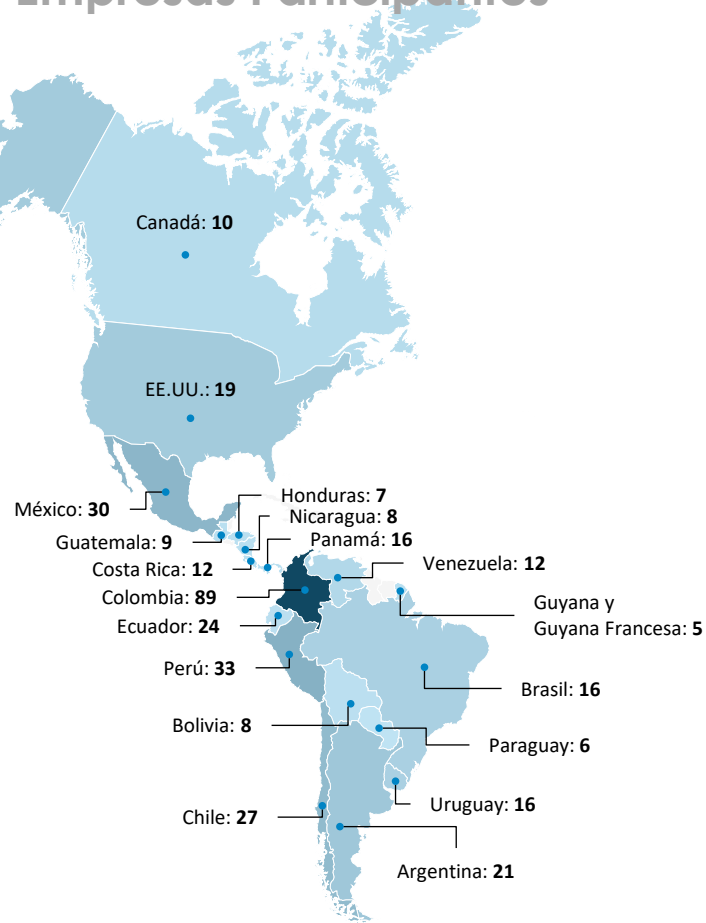 Empresas Participantes
Canadá: 10
EE.UU.: 19
México: 30
Honduras: 7
Nicaragua: 8
Guatemala: 9
Panamá: 16
Costa Rica: 12
Venezuela: 12
Colombia: 89
Guyana y
Guyana Francesa: 5
Ecuador: 24
Perú: 33
Brasil: 16
Bolivia: 8
Paraguay: 6
Uruguay: 16
Chile: 27
Argentina: 21